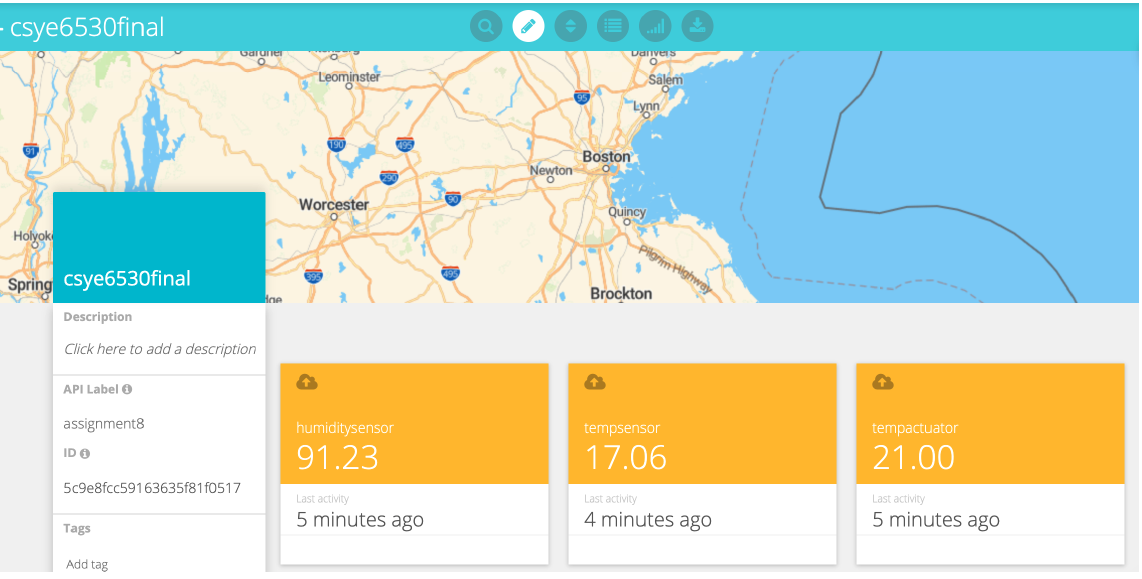 csye6530final
Gardner
Danvers
Leominster
Salem
95
Lynn
91
190
495
Boston
Newton
290
90
Worcester
Quincy
Holyok
Pilgrim Highway
395
495
Spring
Brockton
csye6530final
dge
Description
Click here to add a description
API Label
assignment8
ID
5c9e8fcc59163635f81f0517
Tags
Add tag
humiditysensor
91.23
Last activity
5 minutes ago
tempsensor
17.06
Last activity
4 minutes ago
tempactuator
21.00
Last activity
5 minutes ago